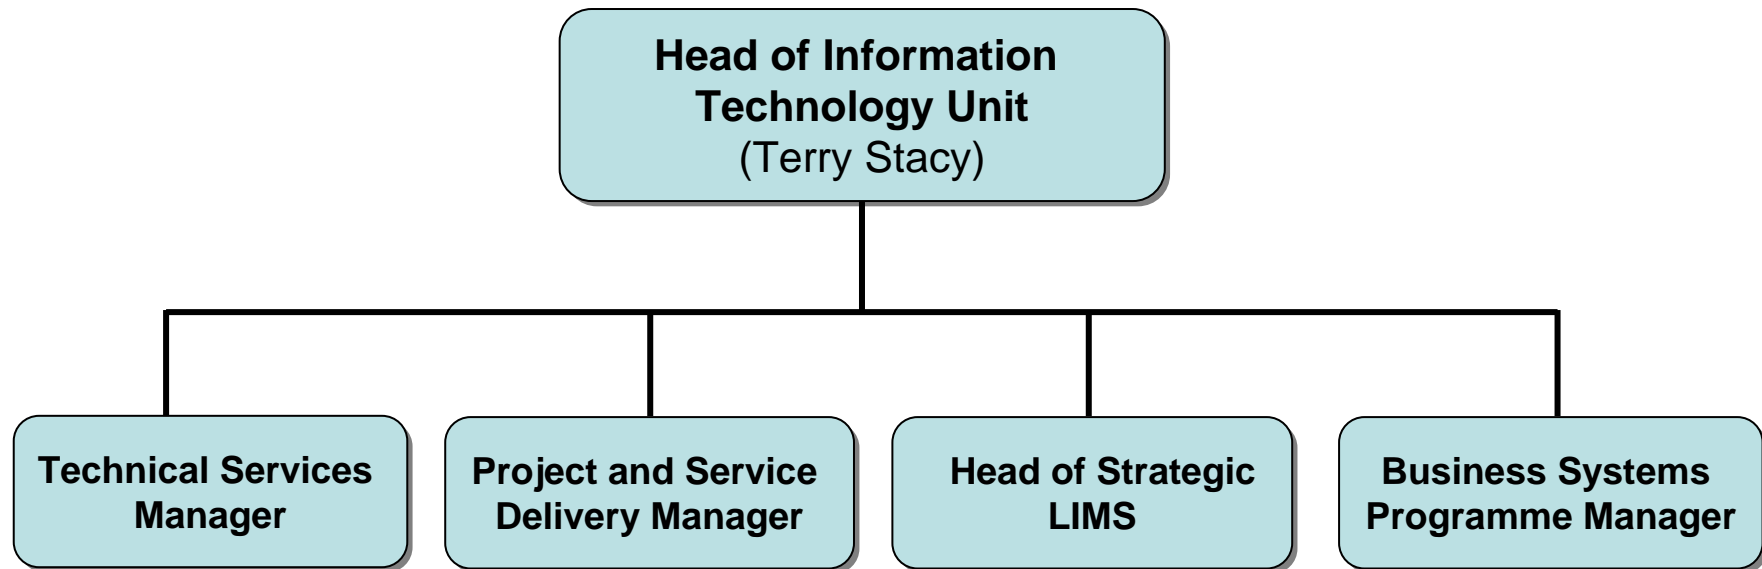 Head of Information
Technology Unit
(Terry Stacy)
Technical Services
Manager
Project and Service
Delivery Manager
Head of Strategic
LIMS
Business Systems
Programme Manager